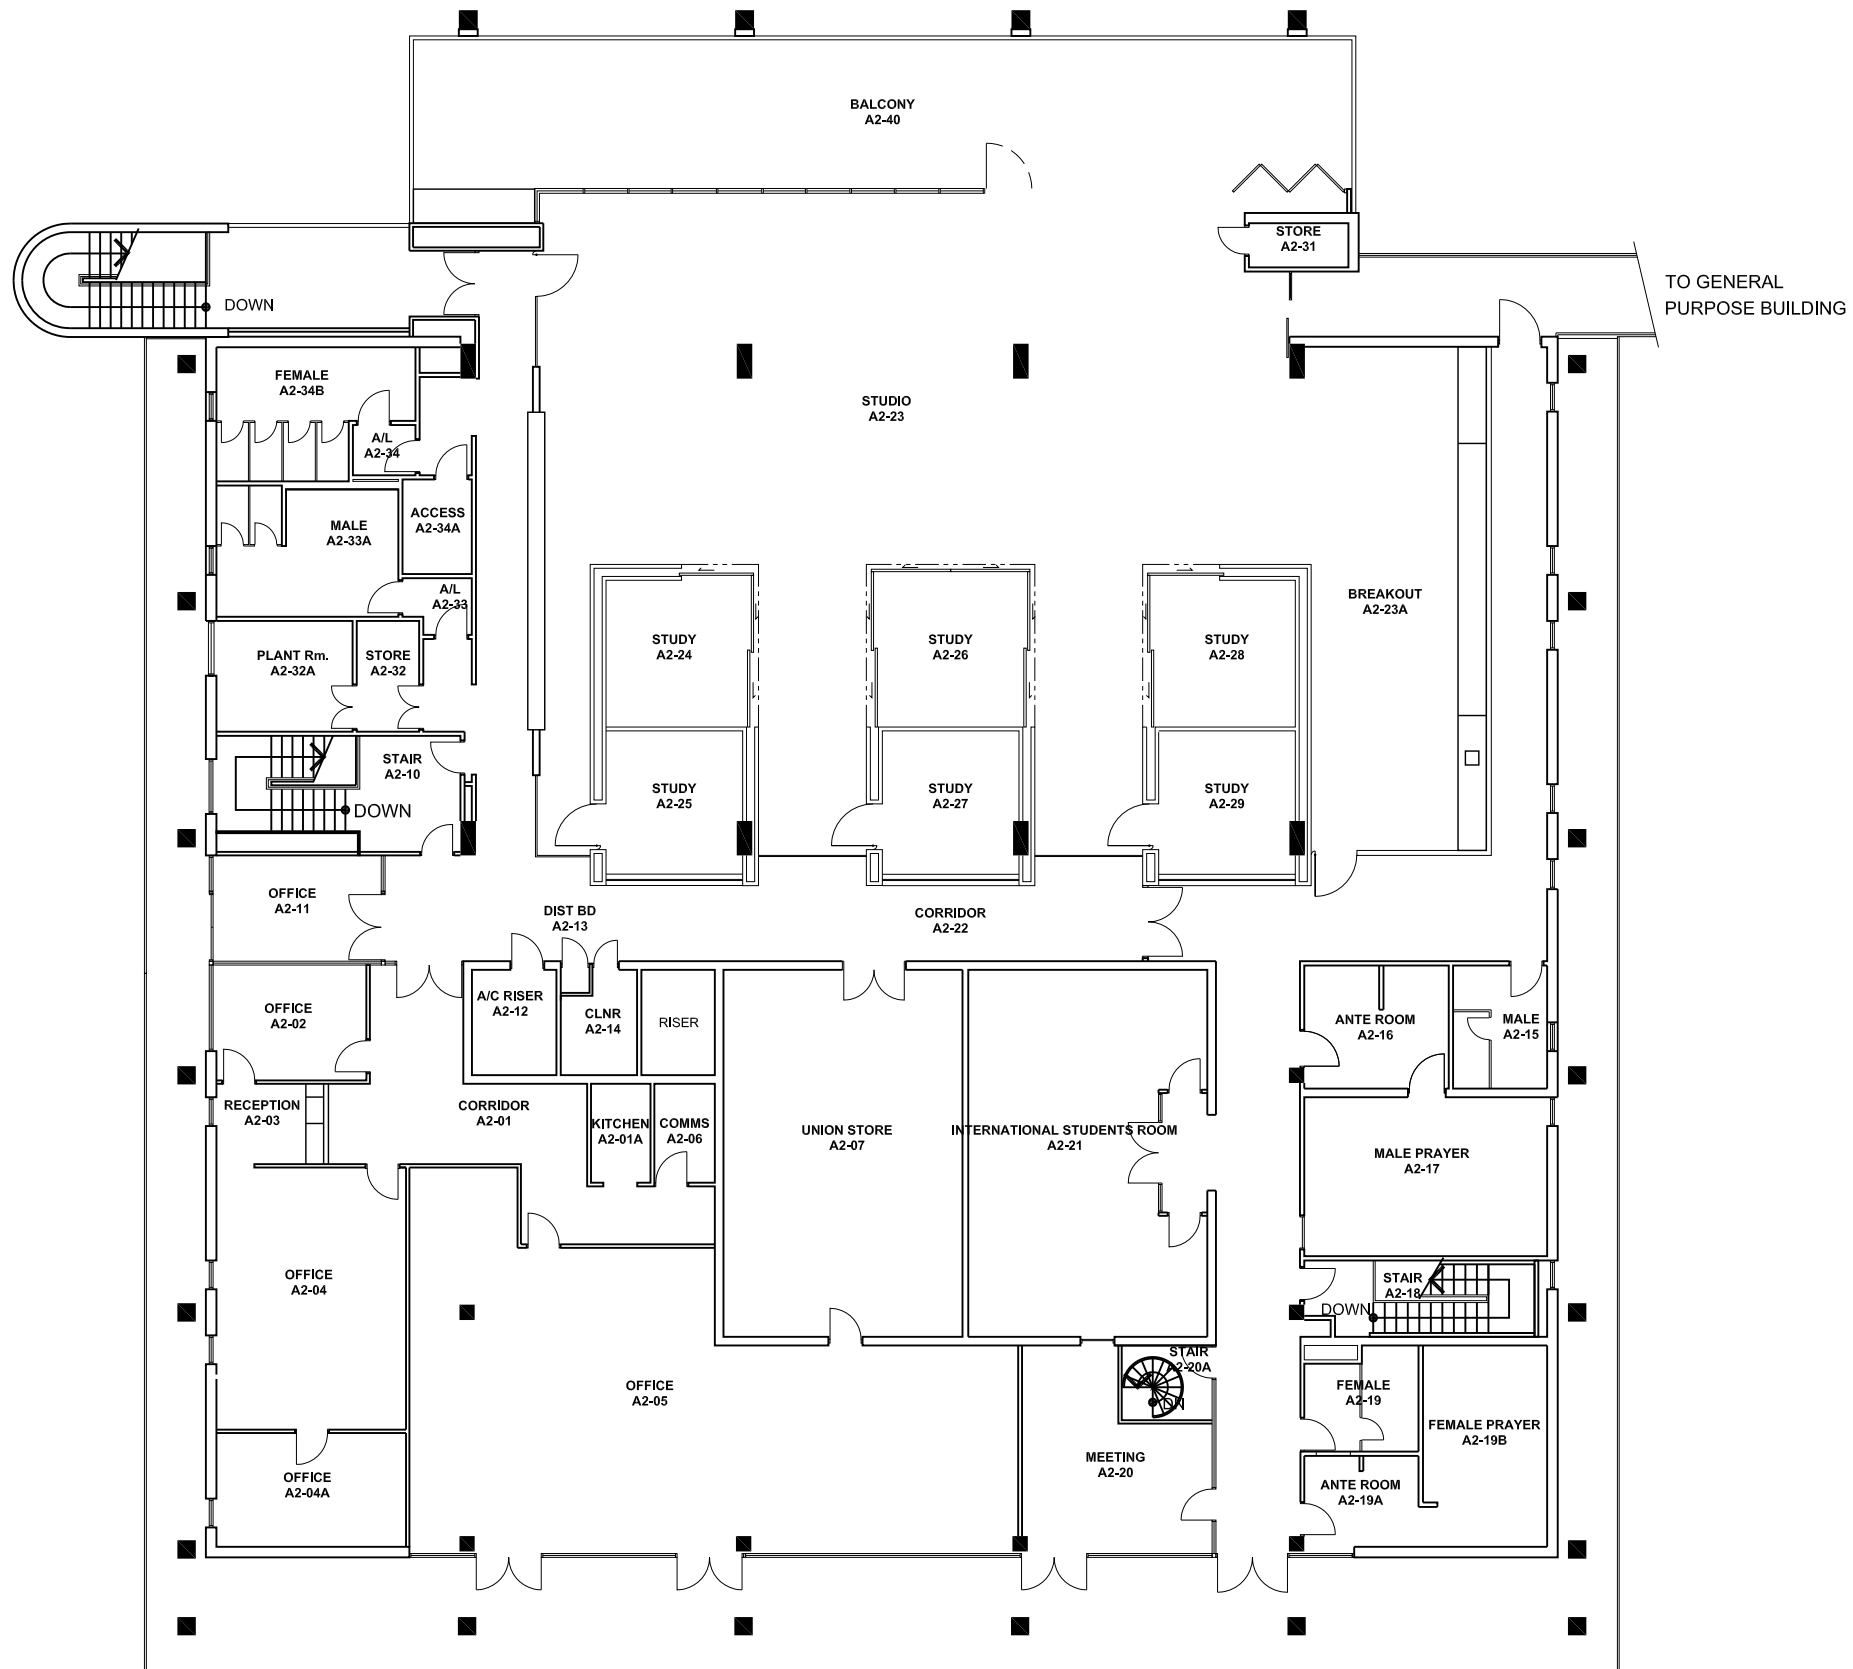 BALCONY
A2-40
STORE
A2-31
TO GENERAL
PURPOSE BUILDING
DOWN
FEMALE
A2-34B
STUDIO
A2-23
A/L
A2-34
ACCESS
A2-34A
MALE
A2-33A
A/L
A2-33
BREAKOUT
A2-23A
STUDY
A2-24
STUDY
A2-26
STUDY
A2-28
PLANT Rm.
A2-32A
STORE
A2-32
STAIR
A2-10
DOWN
STUDY
A2-25
STUDY
A2-27
STUDY
A2-29
OFFICE
A2-11
DIST BD
A2-13
CORRIDOR
A2-22
OFFICE
A2-02
A/C RISER
A2-12
CLNR
A2-14
RISER
ANTE ROOM
A2-16
MALE
A2-15
RECEPTION
A2-03
CORRIDOR
A2-01
KITCHEN
A2-01A
COMMS
A2-06
UNION STORE
A2-07
INTERNATIONAL STUDENTS ROOM
A2-21
MALE PRAYER
A2-17
OFFICE
A2-04
STAIR
A2-18
DOWN
STAIR
A2-20A
DN
OFFICE
A2-05
FEMALE
A2-19
FEMALE PRAYER
A2-19B
MEETING
A2-20
OFFICE
A2-04A
ANTE ROOM
A2-19A